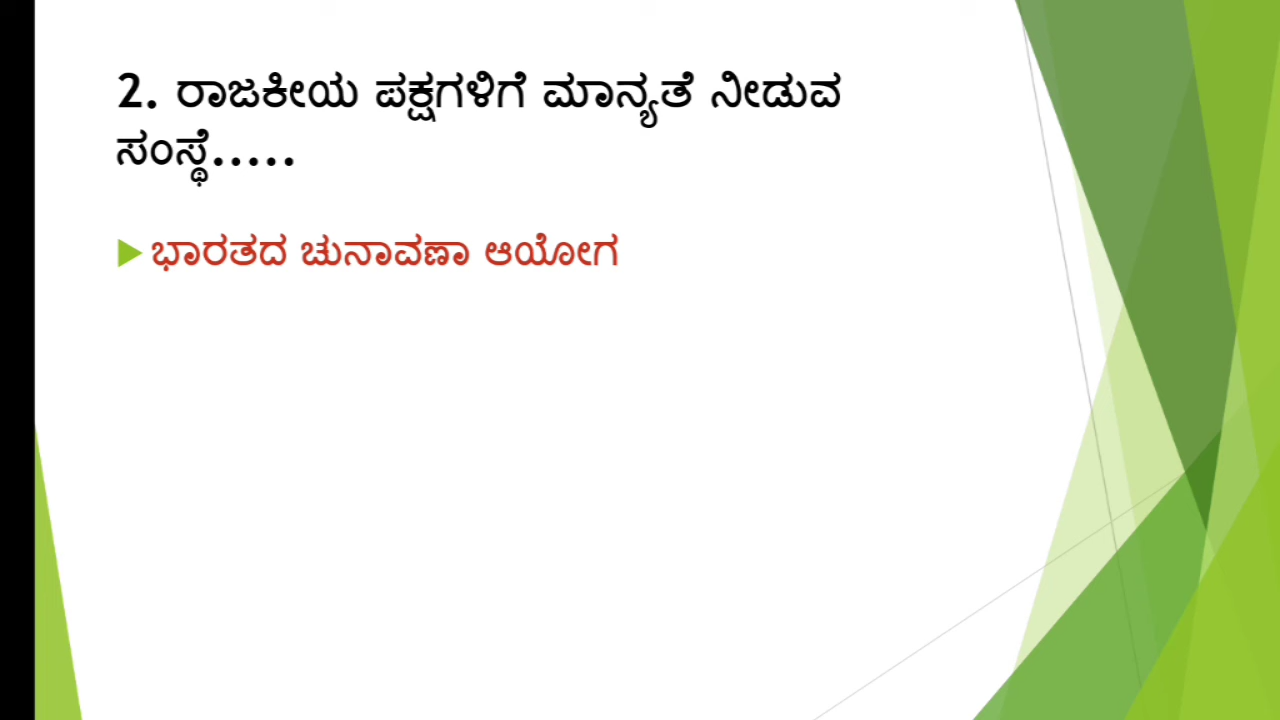 2. ರಾಜಕೀಯ ಪಕ್ಷಗಳಿಗೆ ಮಾನ್ಯತೆ ನೀಡುವ
ಸಂಸ್ಥೆ.....
ಭಾರತದ ಚುನಾವಣಾ ಆಯೋಗ